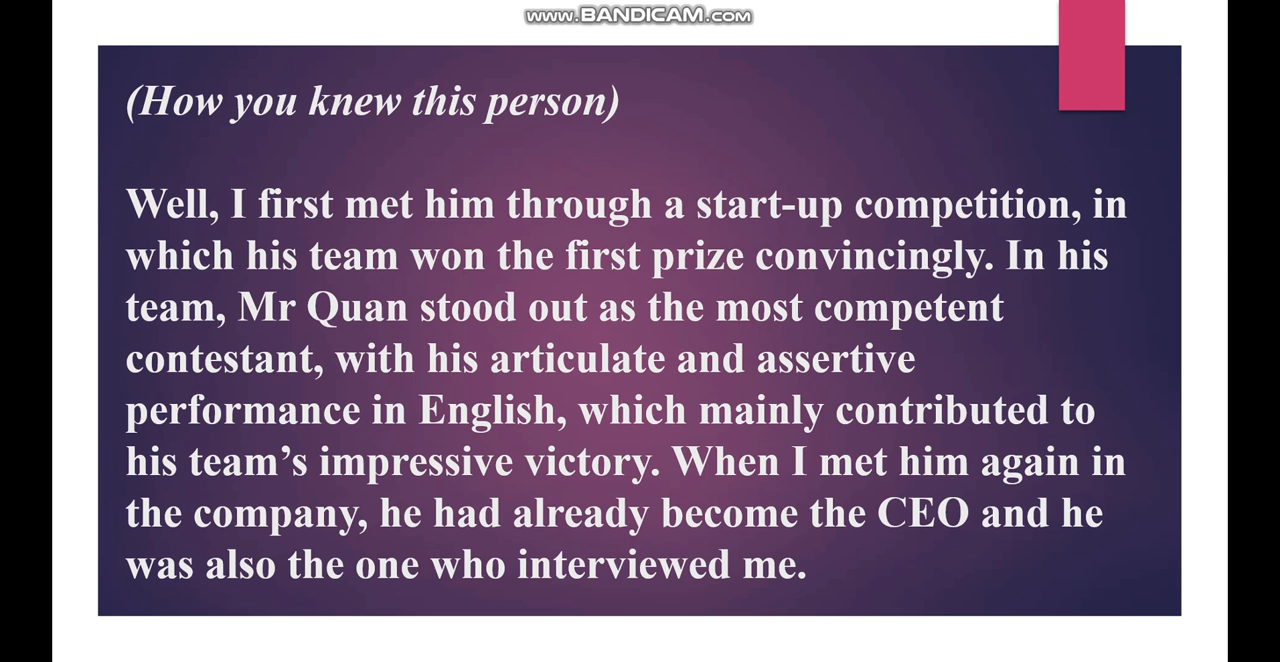 www.BANDICAM.com
(How you knew this person)
Well, I first met him through a start-up competition, in
which his team won the first prize convincingly. In his
team, Mr Quan stood out as the most competent
contestant, with his articulate and assertive
performance in English, which mainly contributed to
his team’s impressive victory. When I met him again in
the company, he had already become the CEO and he
was also the one who interviewed me.